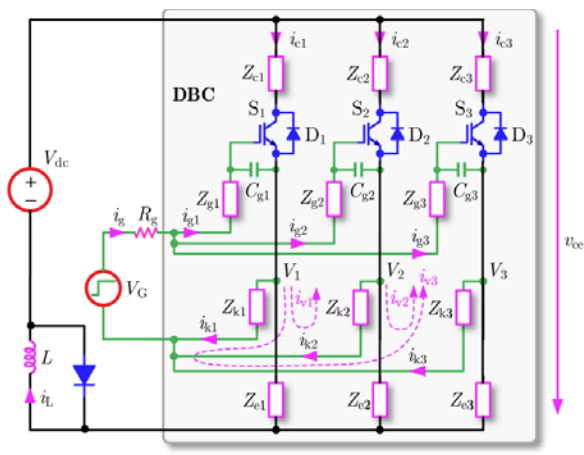 i_c1 i_c2 i_c3
Z_c1 Z_c2 Z_c3
DBC
S_1 S_2 S_3
D_1 D_2 D_3
V_dc
+
−
C_g1 C_g2 C_g3
Z_g1 Z_g2 Z_g3
i_g R_g i_g1
i_g2
i_g3
v_ce
V_G
V_1 V_2 V_3
i_v1 i_v2 i_v3
Z_k1 Z_k2 Z_k3
i_k1
i_k2
i_k3
L
i_L
Z_e1 Z_e2 Z_e3